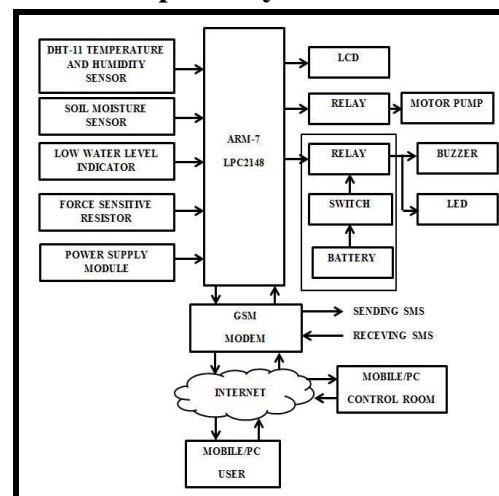 DHT-11 TEMPERATURE
AND HUMIDITY
SENSOR
SOIL MOISTURE
SENSOR
LOW WATER LEVEL
INDICATOR
FORCE SENSITIVE
RESISTOR
POWER SUPPLY
MODULE
ARM-7
LPC2148
LCD
RELAY
MOTOR PUMP
RELAY
BUZZER
SWITCH
LED
BATTERY
GSM
MODEM
SENDING SMS
RECEVING SMS
INTERNET
MOBILE/PC
CONTROL ROOM
MOBILE/PC
USER